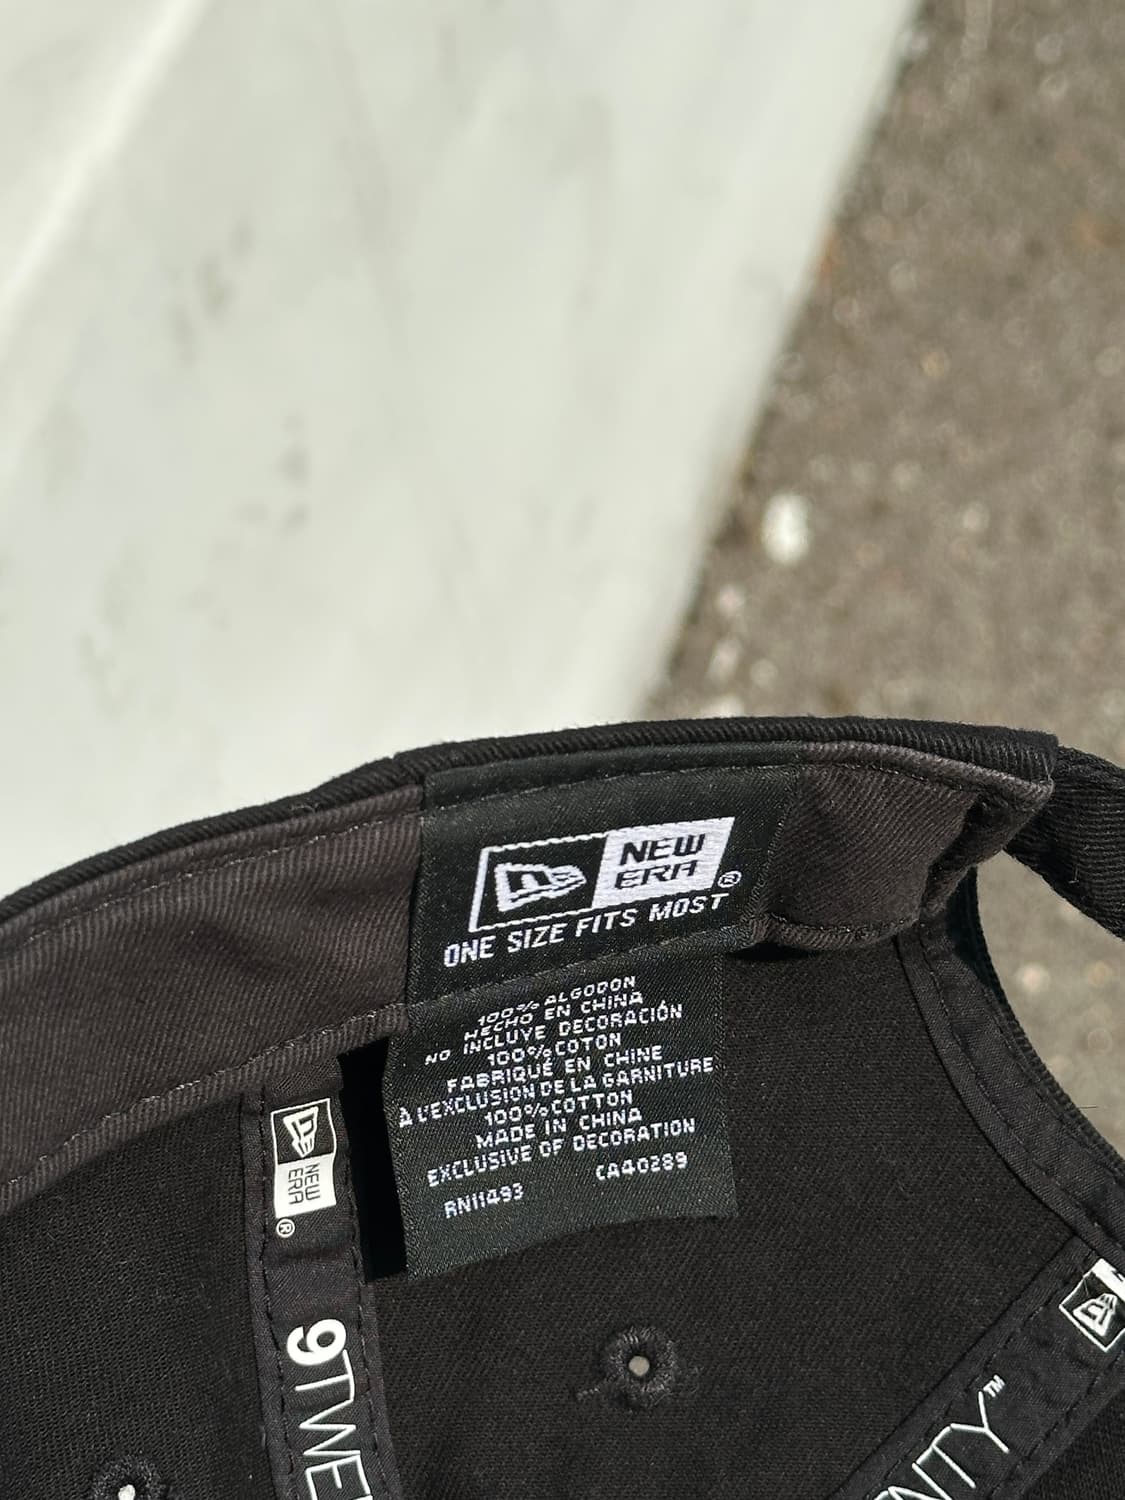 NEW
ERA®
ONE SIZE FITS MOST
100% ALGODON
HECHO EN CHINA
NO INCLUYE DECORACIÓN
100% COTON
FABRIQUÉ EN CHINE
À L'EXCLUSION DE LA GARNITURE
100% COTTON
MADE IN CHINA
EXCLUSIVE OF DECORATION
RN11493 CA40289
NEW
ERA®
9TWE
NTY™